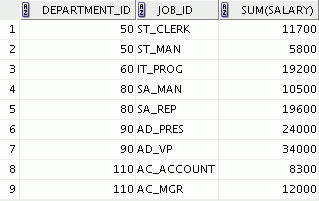 DEPARTMENT_ID JOB_ID SUM(SALARY)
1 50 ST_CLERK 11700
2 50 ST_MAN 5800
3 60 IT_PROG 19200
4 80 SA_MAN 10500
5 80 SA_REP 19600
6 90 AD_PRES 24000
7 90 AD_VP 34000
8 110 AC_ACCOUNT 8300
9 110 AC_MGR 12000